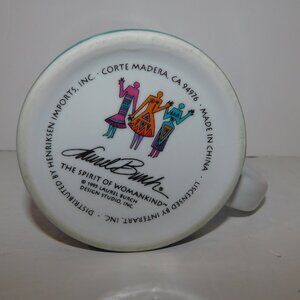 DISTRIBUTED BY HENRIKSEN IMPORTS, INC. · CORTE MADERA, CA 94976 · MADE IN CHINA · LICENSED BY INTERART, INC. ·
Laurel Burch
THE SPIRIT OF WOMANKIND™
© 1995 LAUREL BURCH
DESIGN STUDIO, INC.